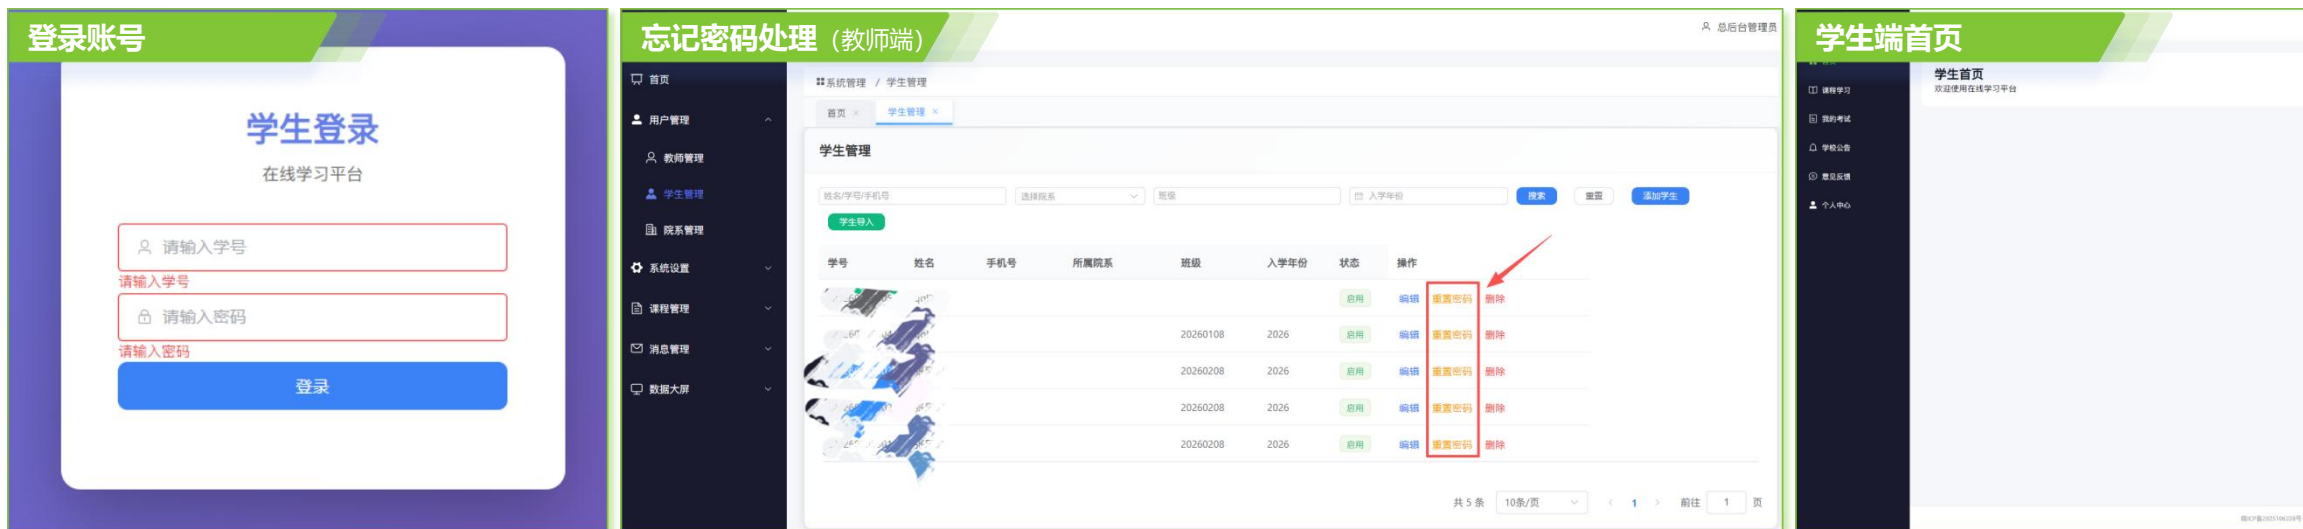 登录账号
学生登录
在线学习平台
请输入学号
请输入学号
请输入密码
请输入密码
登录
忘记密码处理（教师端）
总后台管理员
首页
用户管理
教师管理
学生管理
院系管理
系统设置
课程管理
消息管理
数据大屏
系统管理 / 学生管理
首页 × 学生管理 ×
学生管理
姓名/学号/手机号 选择院系 班级 入学年份 搜索 重置 添加学生
学生导入
学号 姓名 手机号 所属院系 班级 入学年份 状态 操作
启用 编辑 重置密码 删除
20260108 2026 启用 编辑 重置密码 删除
20260208 2026 启用 编辑 重置密码 删除
20260208 2026 启用 编辑 重置密码 删除
20260208 2026 启用 编辑 重置密码 删除
共 5 条 10条/页 < 1 > 前往 1 页
学生端首页
课程学习
我的考试
学校公告
意见反馈
个人中心
学生首页
欢迎使用在线学习平台